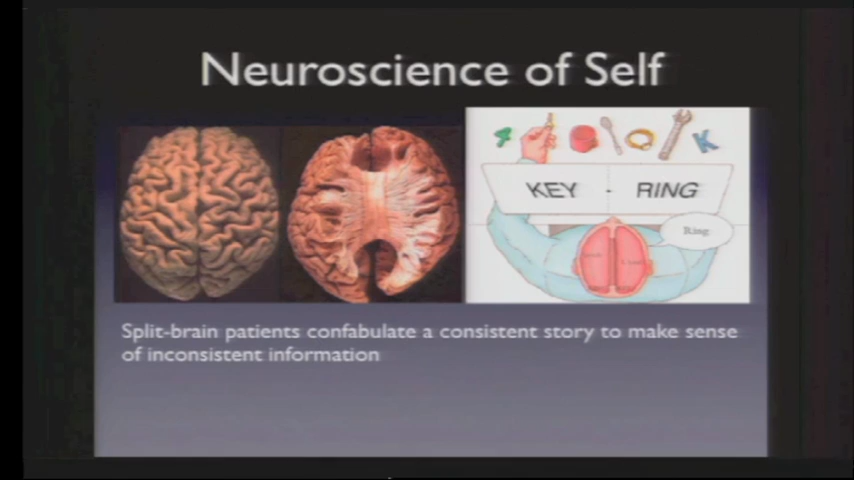 Neuroscience of Self
KEY - RING
Ring
Split-brain patients confabulate a consistent story to make sense
of inconsistent information